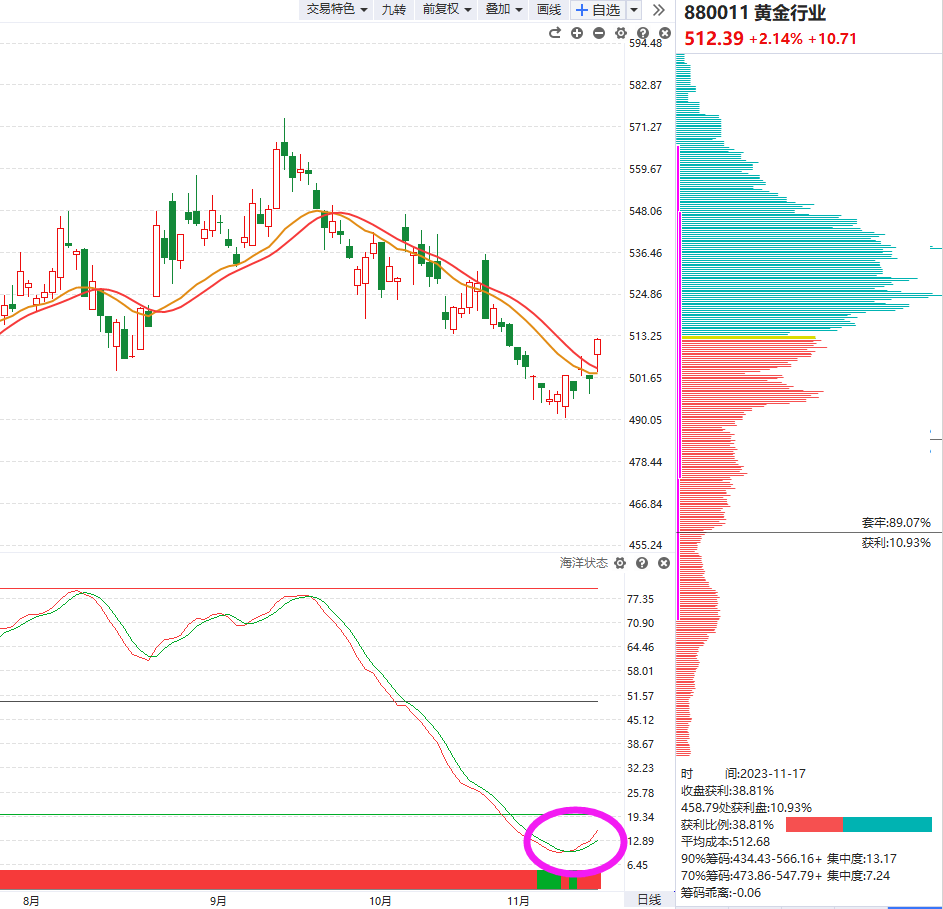 交易特色 九转 前复权 叠加 画线 +自选
880011 黄金行业
512.39 +2.14% +10.71
594.48
582.87
571.27
559.67
548.06
536.46
524.86
513.25
501.65
490.05
478.44
466.84
455.24
套牢:89.07%
获利:10.93%
海洋状态
77.35
70.90
64.46
58.01
51.57
45.12
38.67
32.23
25.78
19.34
12.89
6.45
时 间:2023-11-17
收盘获利:38.81%
458.79处获利盘:10.93%
获利比例:38.81%
平均成本:512.68
90%筹码:434.43-566.16+ 集中度:13.17
70%筹码:473.86-547.79+ 集中度:7.24
筹码乖离:-0.06
8月 9月 10月 11月 日线